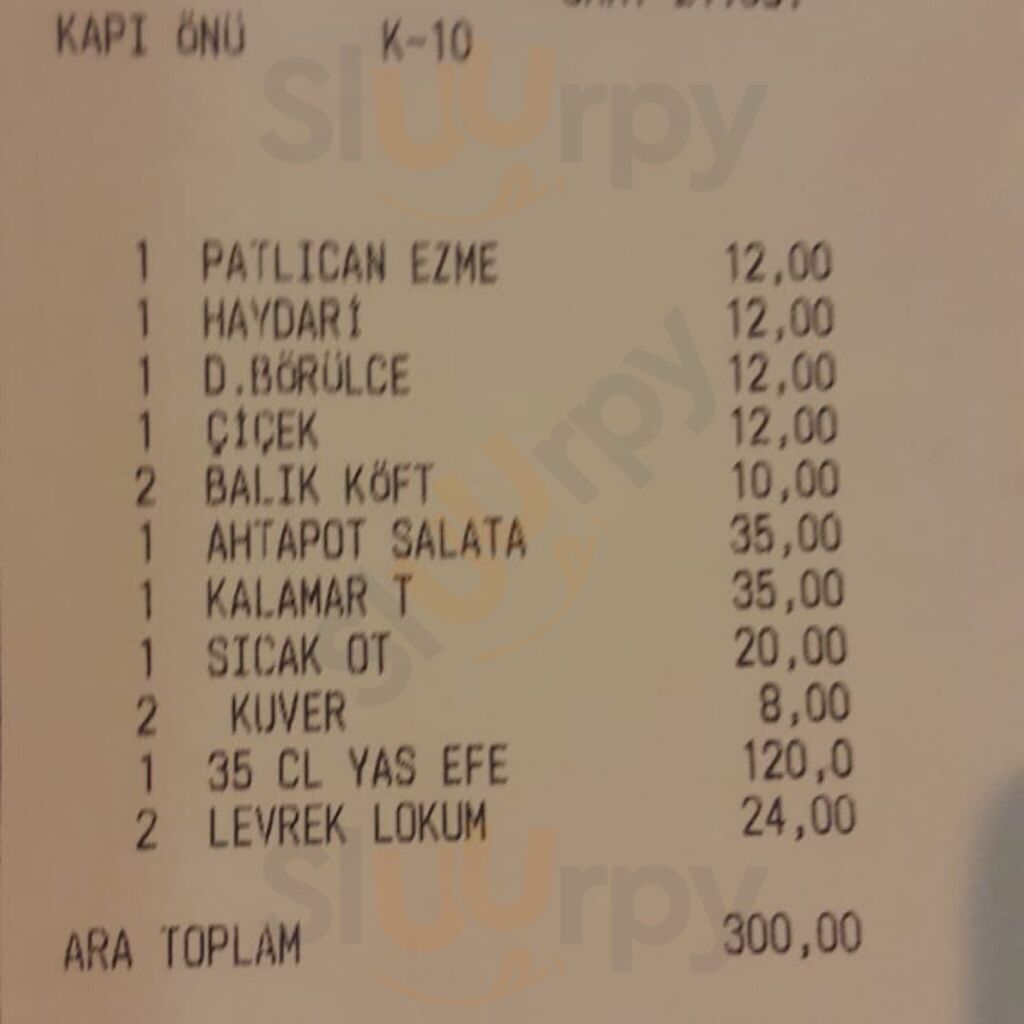 KAPI ÖNÜ K-10
1 PATLICAN EZME 12,00
1 HAYDARİ 12,00
1 D.BÖRÜLCE 12,00
1 ÇİÇEK 12,00
2 BALIK KÖFT 10,00
1 AHTAPOT SALATA 35,00
1 KALAMAR T 35,00
1 SICAK OT 20,00
2 KUVER 8,00
1 35 CL YAS EFE 120,0
2 LEVREK LOKUM 24,00
ARA TOPLAM 300,00
Sluurpy
Sluurpy
Sluurpy